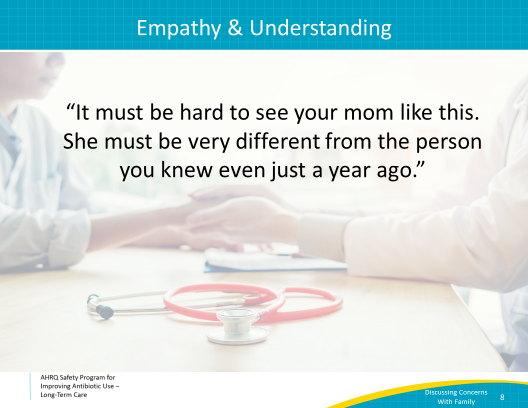 Empathy & Understanding
“It must be hard to see your mom like this.
She must be very different from the person
you knew even just a year ago.”
AHRQ Safety Program for
Improving Antibiotic Use –
Long-Term Care
Discussing Concerns
With Family
8